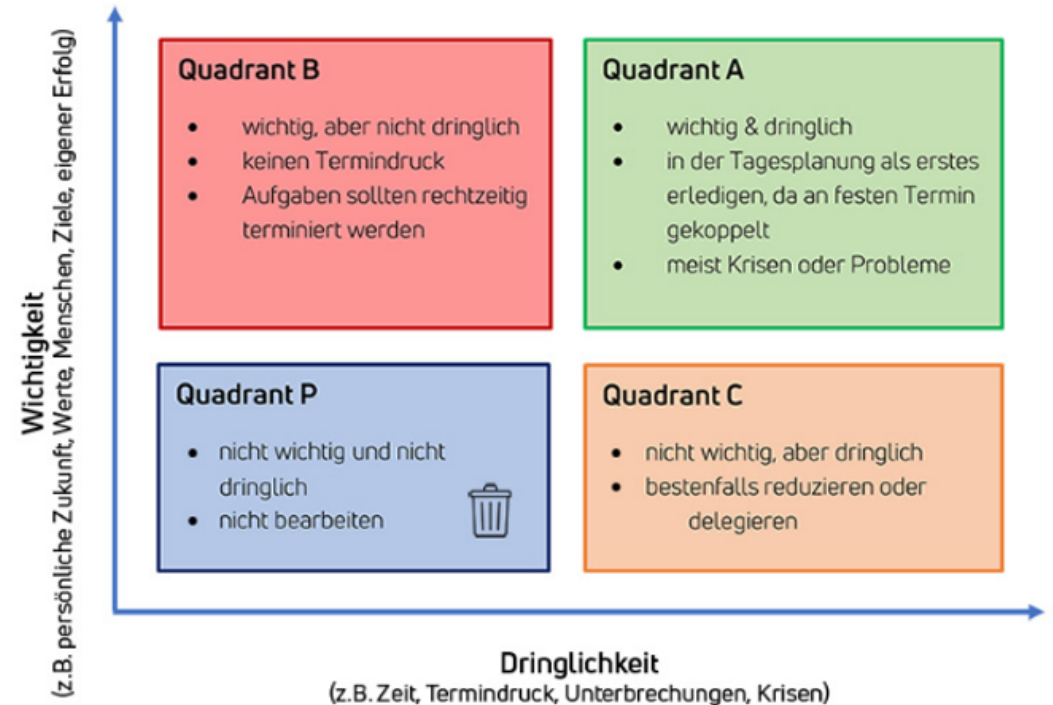 Quadrant B
• wichtig, aber nicht dringlich
• keinen Termindruck
• Aufgaben sollten rechtzeitig
terminiert werden
Quadrant A
• wichtig & dringlich
• in der Tagesplanung als erstes
erledigen, da an festen Termin
gekoppelt
• meist Krisen oder Probleme
Quadrant P
• nicht wichtig und nicht
dringlich
• nicht bearbeiten
Quadrant C
• nicht wichtig, aber dringlich
• bestenfalls reduzieren oder
delegieren
Wichtigkeit
(z.B. persönliche Zukunft, Werte, Menschen, Ziele, eigener Erfolg)
Dringlichkeit
(z.B. Zeit, Termindruck, Unterbrechungen, Krisen)